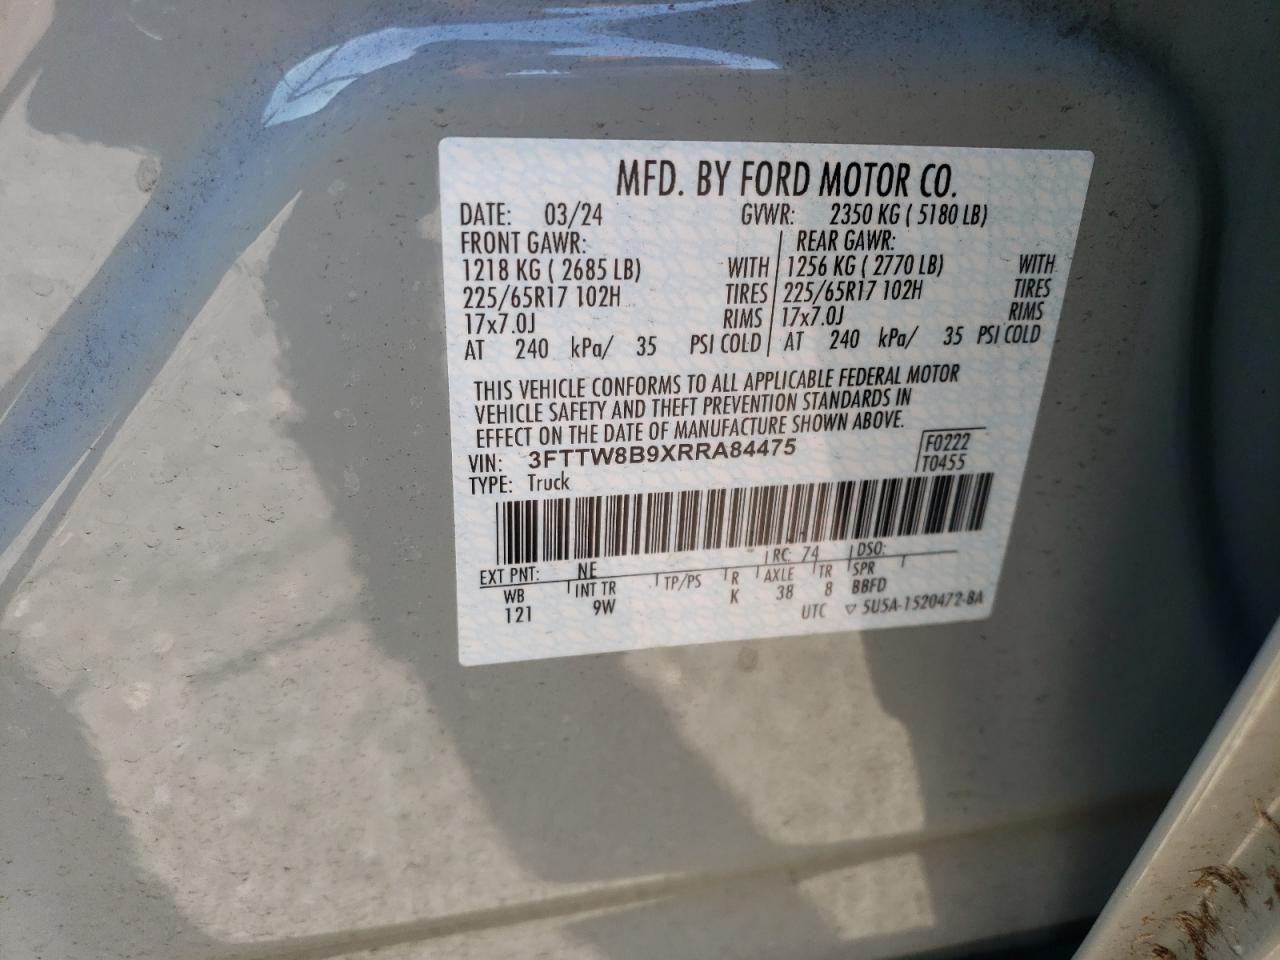 MFD. BY FORD MOTOR CO.
DATE: 03/24 GVWR: 2350 KG ( 5180 LB)
FRONT GAWR: REAR GAWR:
1218 KG ( 2685 LB) WITH 1256 KG ( 2770 LB) WITH
225/65R17 102H TIRES 225/65R17 102H TIRES
17x7.0J RIMS 17x7.0J RIMS
AT 240 kPa/ 35 PSI COLD AT 240 kPa/ 35 PSI COLD
THIS VEHICLE CONFORMS TO ALL APPLICABLE FEDERAL MOTOR
VEHICLE SAFETY AND THEFT PREVENTION STANDARDS IN
EFFECT ON THE DATE OF MANUFACTURE SHOWN ABOVE.
VIN: 3FTTW8B9XRRA84475 F0222
TYPE: Truck T0455
EXT PNT: NE RC: 74 DSO:
WB INT TR TP/PS R AXLE TR SPR
121 9W K 38 8 BBFD
UTC ▽ 5U5A-1520472-BA